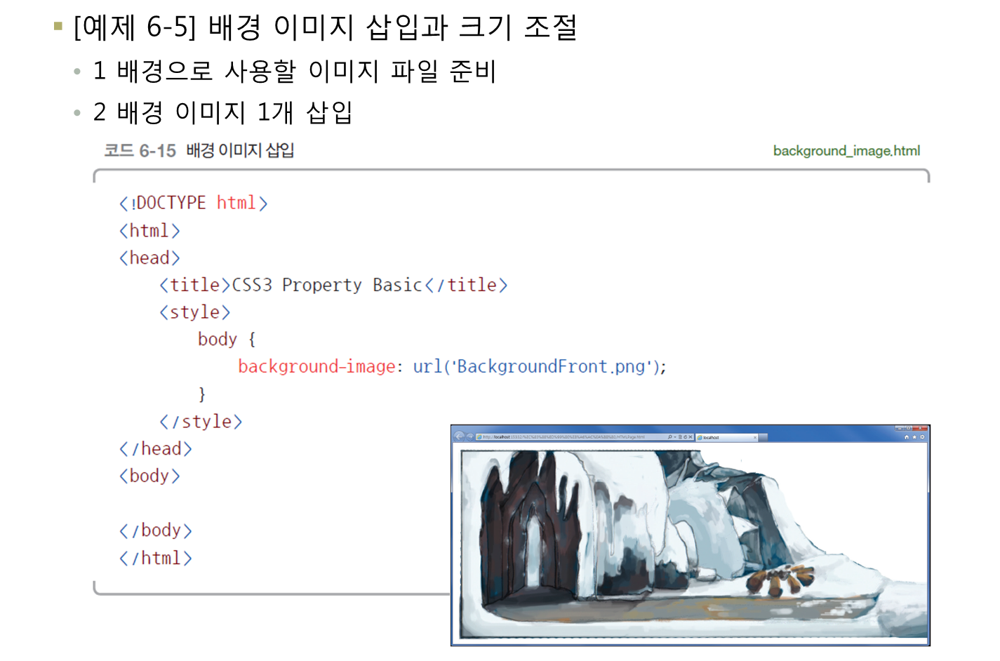 [예제 6-5] 배경 이미지 삽입과 크기 조절
1 배경으로 사용할 이미지 파일 준비
2 배경 이미지 1개 삽입
코드 6-15 배경 이미지 삽입
background_image.html
<!DOCTYPE html>
<html>
<head>
<title>CSS3 Property Basic</title>
<style>
body {
background-image: url('BackgroundFront.png');
}
</style>
</head>
<body>
</body>
</html>
localhost